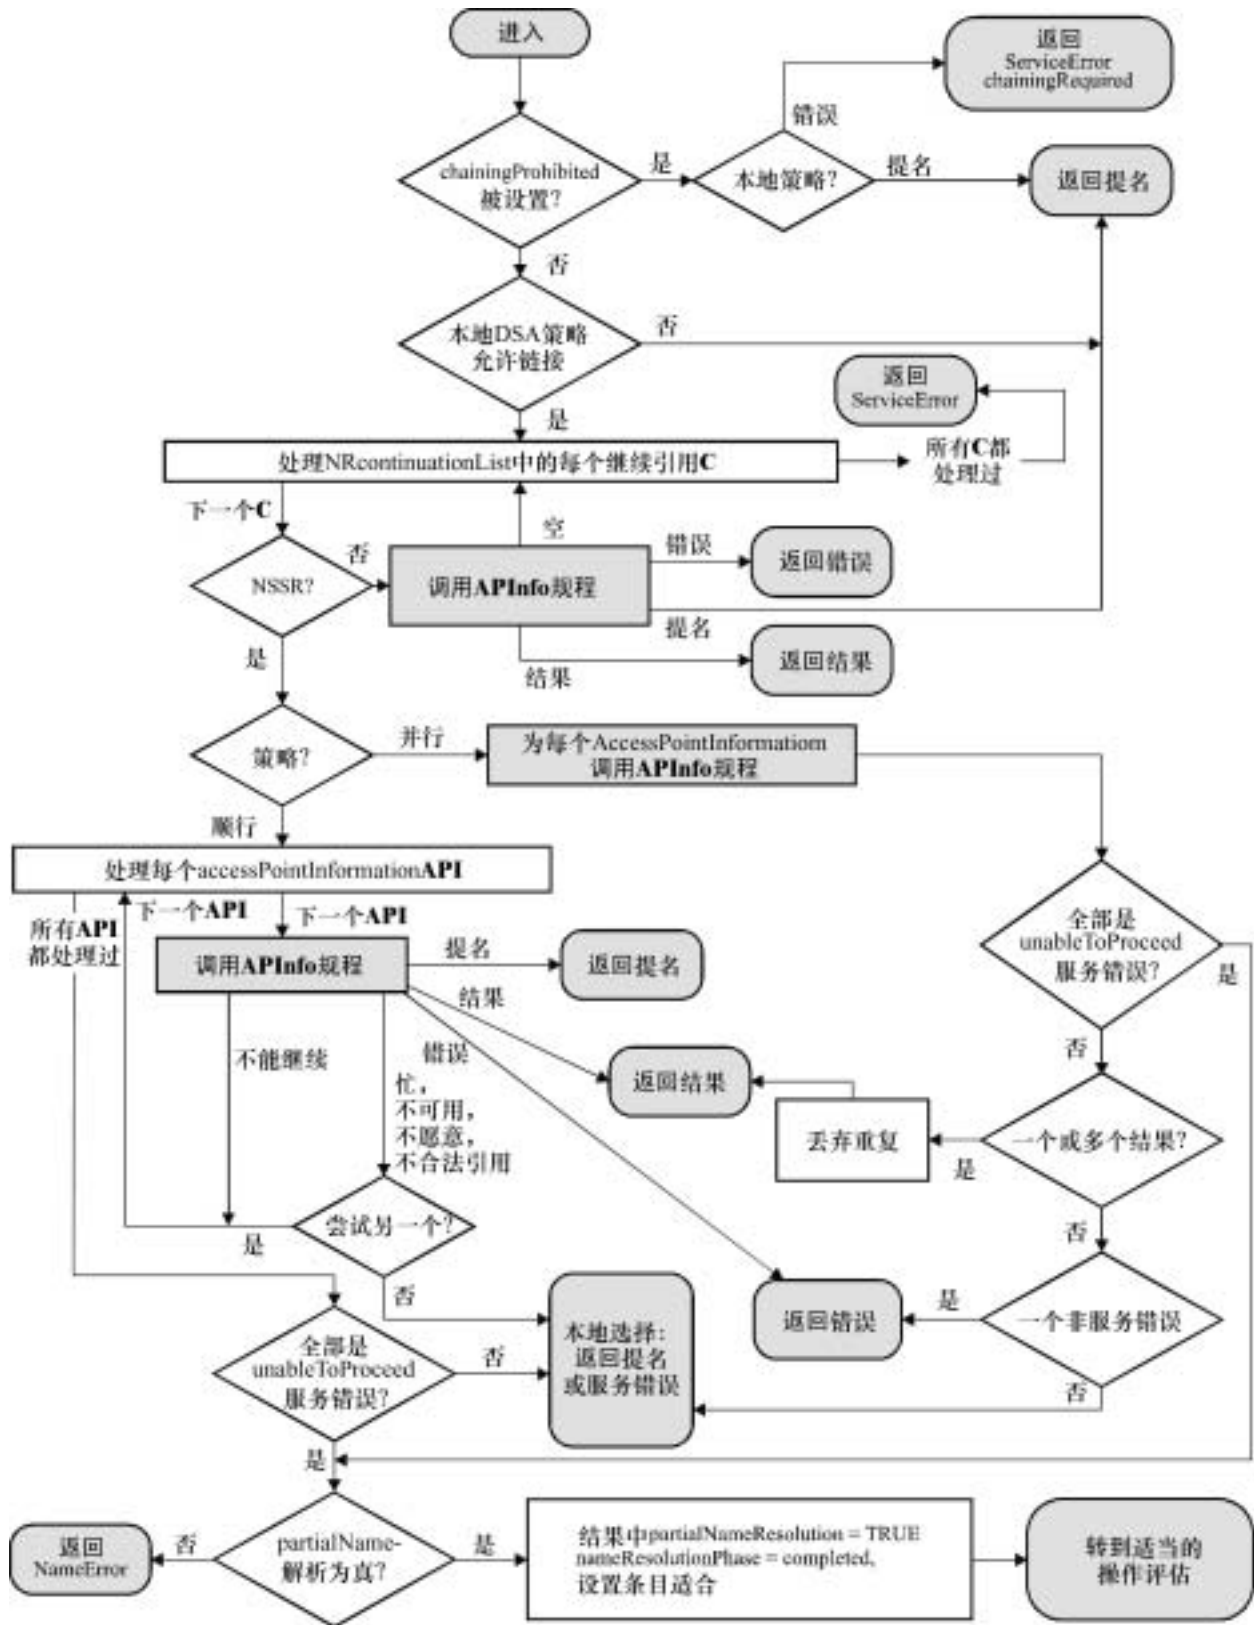 进入
返回
ServiceError
chainingRequired
错误
chainingProhibited
被设置?
是
本地策略?
提名
返回提名
否
本地DSA策略
允许链接
否
返回
ServiceError
是
处理NRcontinuationList中的每个继续引用C
所有C都
处理过
下一个C
空
NSSR?
否
调用APInfo规程
错误
返回错误
提名
是
结果
返回结果
策略?
并行
为每个AccessPointInformatiom
调用APInfo规程
顺行
处理每个accessPointInformationAPI
所有API
都处理过
下一个API
下一个API
调用APInfo规程
提名
返回提名
结果
全部是
unableToProceed
服务错误?
是
不能继续
错误
忙，
不可用，
不愿意，
不合法引用
返回结果
否
丢弃重复
是
一个或多个结果?
尝试另一个?
是
否
否
本地选择:
返回提名
或服务错误
返回错误
是
一个非服务错误
否
全部是
unableToProceed
服务错误?
否
是
partialName-
解析为真?
否
返回
NameError
是
结果中partialNameResolution = TRUE
nameResolutionPhase = completed,
设置条目适合
转到适当的
操作评估